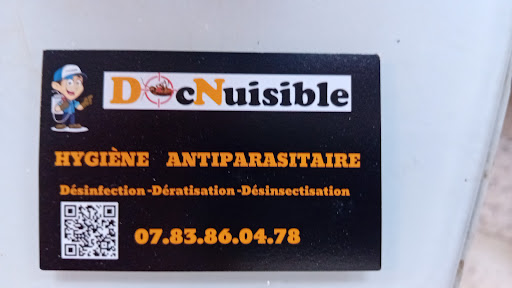 DocNuisible
HYGIÈNE ANTIPARASITAIRE
Désinfection-Dératisation-Désinsectisation
07.83.86.04.78